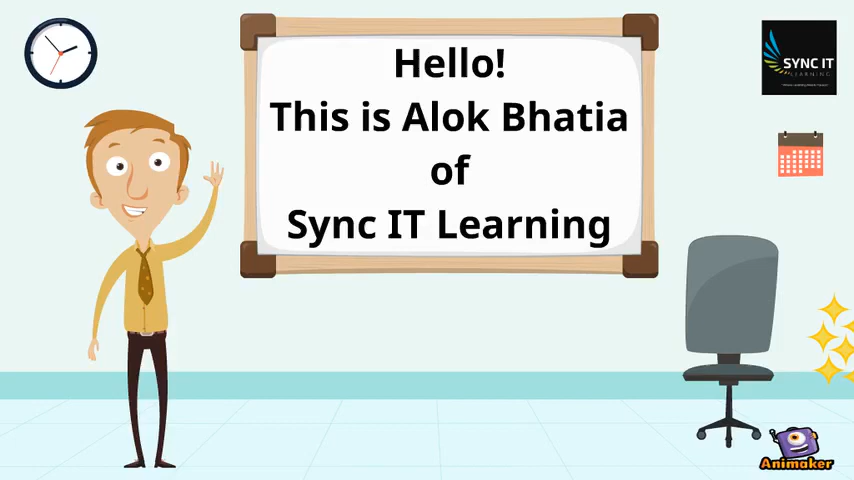 Hello!
This is Alok Bhatia
of
Sync IT Learning
SYNC IT
LEARNING
Animaker